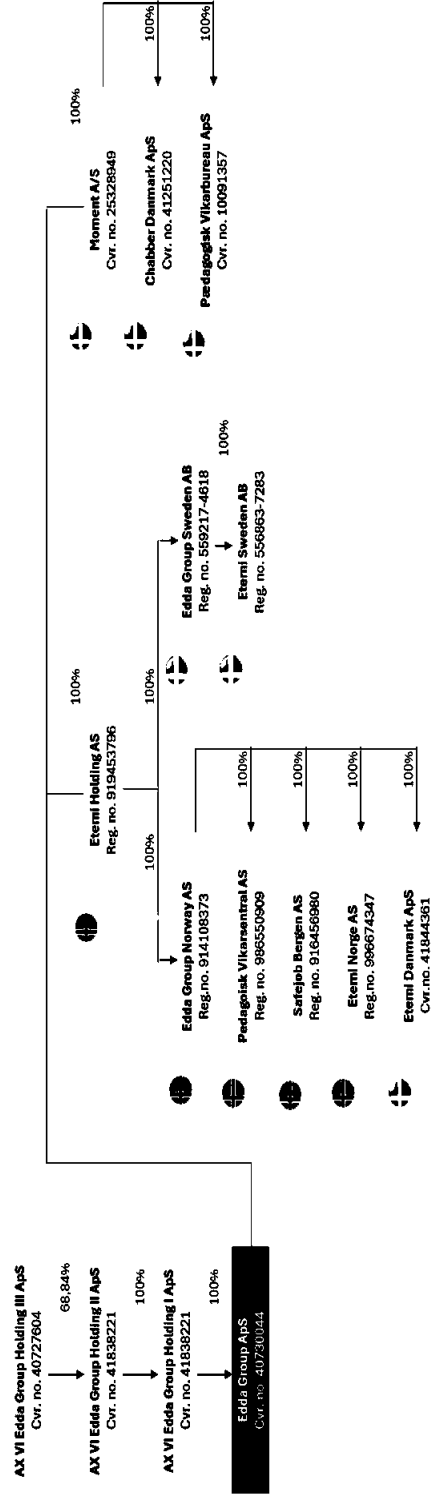 AX VI Edda Group Holding III ApS
Cvr. no. 40727604
68,84%
AX VI Edda Group Holding II ApS
Cvr. no. 41838221
100%
AX VI Edda Group Holding I ApS
Cvr. no. 41838221
100%
Edda Group ApS
Cvr. no. 40730044
100%
Eterni Holding AS
Reg. no. 919453796
100%
100%
Edda Group Norway AS
Reg.no. 914108373
100%
Pedagoisk Vikarsentral AS
Reg. no. 986550909
100%
Safejob Bergen AS
Reg. no. 916456980
100%
Eterni Norge AS
Reg.no. 996674347
100%
Eterni Danmark ApS
Cvr. no. 41844361
Edda Group Sweden AB
Reg. no. 559217-4618
100%
Eterni Sweden AB
Reg. no. 556863-7283
100%
Moment A/S
Cvr. no. 25328949
100%
Chabber Danmark ApS
Cvr. no. 41251220
100%
Pædagogisk Vikarbureau ApS
Cvr. no. 10091357